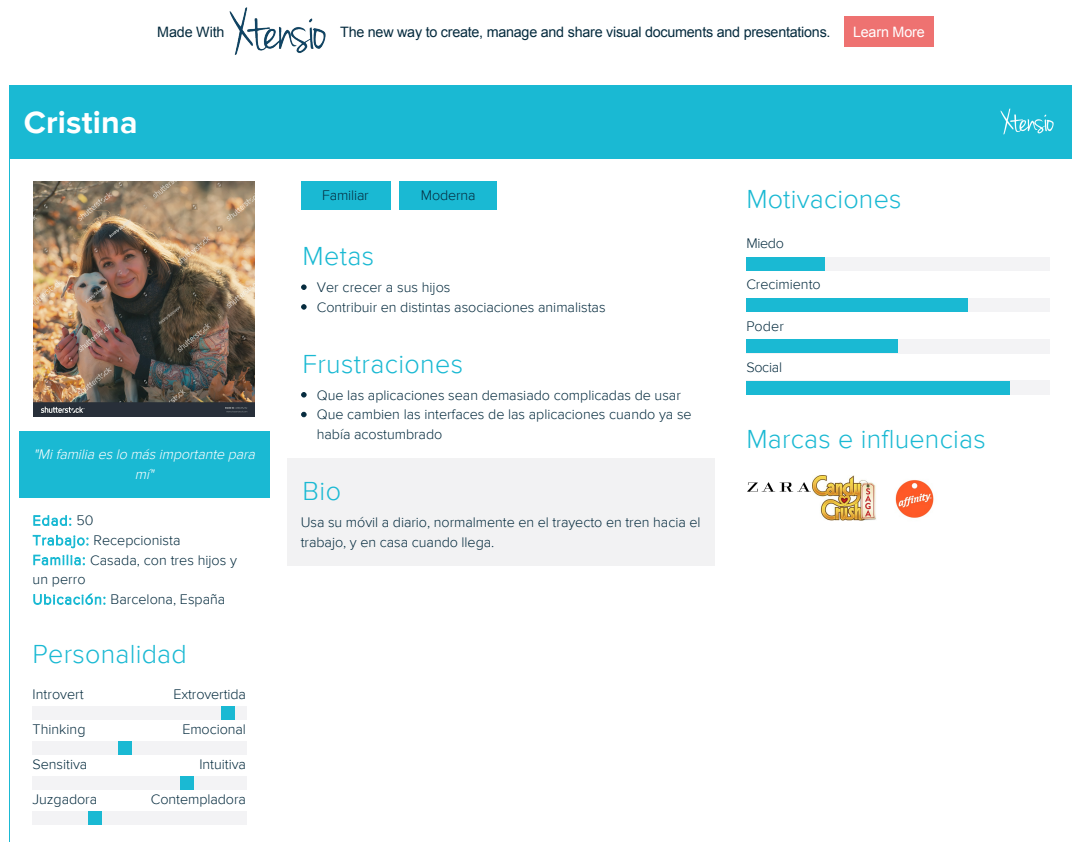 Made With Xtensio The new way to create, manage and share visual documents and presentations. Learn More
Cristina
Xtensio
shutterstock
"Mi familia es lo más importante para
mí"
Edad: 50
Trabajo: Recepcionista
Familia: Casada, con tres hijos y
un perro
Ubicación: Barcelona, España
Personalidad
Introvert Extrovertida
Thinking Emocional
Sensitiva Intuitiva
Juzgadora Contempladora
Familiar Moderna
Metas
Ver crecer a sus hijos
Contribuir en distintas asociaciones animalistas
Frustraciones
Que las aplicaciones sean demasiado complicadas de usar
Que cambien las interfaces de las aplicaciones cuando ya se
había acostumbrado
Bio
Usa su móvil a diario, normalmente en el trayecto en tren hacia el
trabajo, y en casa cuando llega.
Motivaciones
Miedo
Crecimiento
Poder
Social
Marcas e influencias
ZARA
Candy
Crush
SAGA
affinity